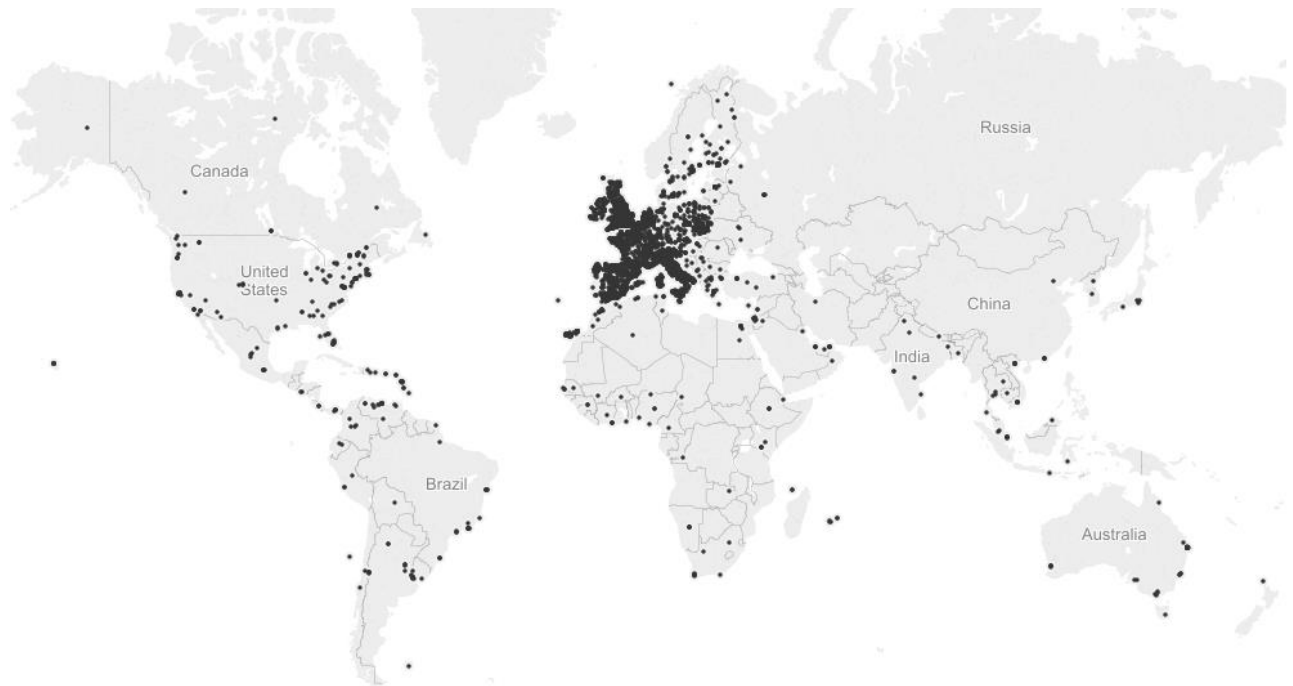 Russia
Canada
United
States
China
India
Brazil
Australia